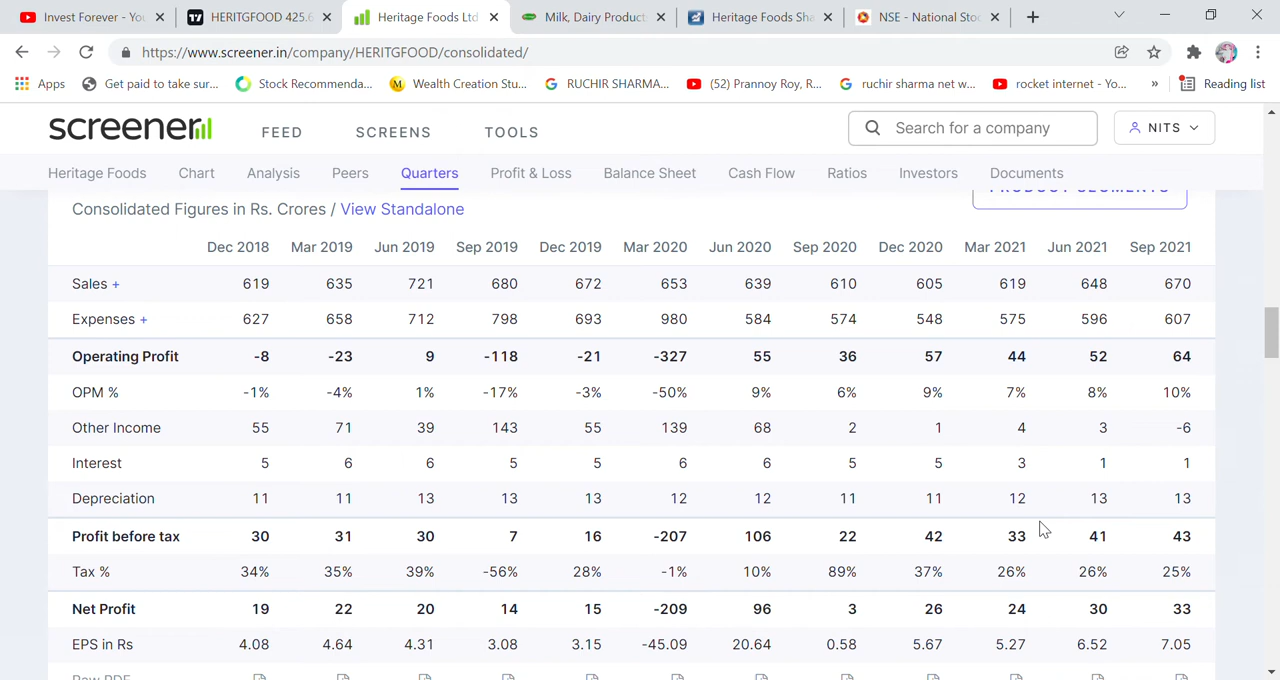 Invest Forever - Yo
HERITGFOOD 425.6
Heritage Foods Ltd
Milk, Dairy Product
Heritage Foods Sha
NSE - National Stoc
https://www.screener.in/company/HERITGFOOD/consolidated/
Apps
Get paid to take sur...
Stock Recommenda...
Wealth Creation Stu...
RUCHIR SHARMA...
(52) Prannoy Roy, R...
ruchir sharma net w...
rocket internet - Yo...
»
Reading list
screener
FEED
SCREENS
TOOLS
Search for a company
NITS
Heritage Foods
Chart
Analysis
Peers
Quarters
Profit & Loss
Balance Sheet
Cash Flow
Ratios
Investors
Documents
PRODUCT SEGMENTS
Consolidated Figures in Rs. Crores / View Standalone
Dec 2018 Mar 2019 Jun 2019 Sep 2019 Dec 2019 Mar 2020 Jun 2020 Sep 2020 Dec 2020 Mar 2021 Jun 2021 Sep 2021
Sales + 619 635 721 680 672 653 639 610 605 619 648 670
Expenses + 627 658 712 798 693 980 584 574 548 575 596 607
Operating Profit -8 -23 9 -118 -21 -327 55 36 57 44 52 64
OPM % -1% -4% 1% -17% -3% -50% 9% 6% 9% 7% 8% 10%
Other Income 55 71 39 143 55 139 68 2 1 4 3 -6
Interest 5 6 6 5 5 6 6 5 5 3 1 1
Depreciation 11 11 13 13 13 12 12 11 11 12 13 13
Profit before tax 30 31 30 7 16 -207 106 22 42 33 41 43
Tax % 34% 35% 39% -56% 28% -1% 10% 89% 37% 26% 26% 25%
Net Profit 19 22 20 14 15 -209 96 3 26 24 30 33
EPS in Rs 4.08 4.64 4.31 3.08 3.15 -45.09 20.64 0.58 5.67 5.27 6.52 7.05
Raw PDF